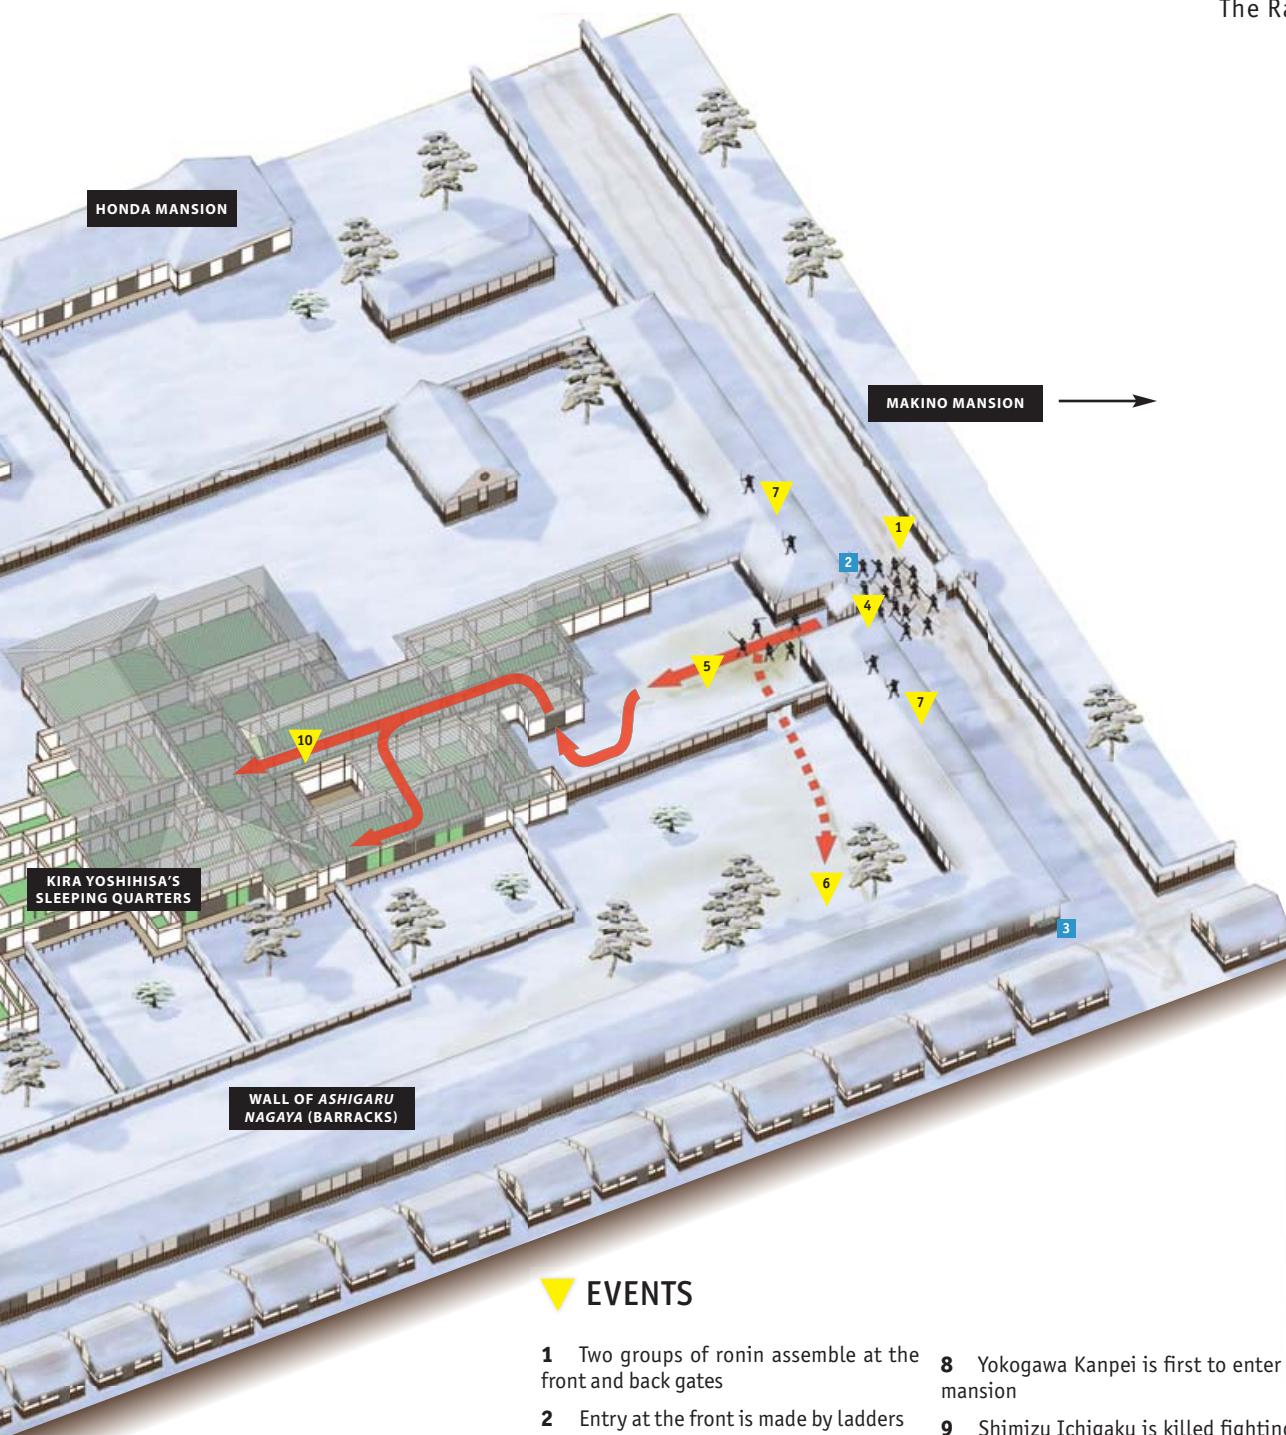 The Ra
HONDA MANSION
MAKINO MANSION
7
1
2
4
5
7
10
KIRA YOSHIHISA'S
SLEEPING QUARTERS
6
3
WALL OF ASHIGARU
NAGAYA (BARRACKS)
EVENTS
1 Two groups of ronin assemble at the
front and back gates
2 Entry at the front is made by ladders
8 Yokogawa Kanpei is first to enter
mansion
9 Shimizu Ichigaku is killed fighting